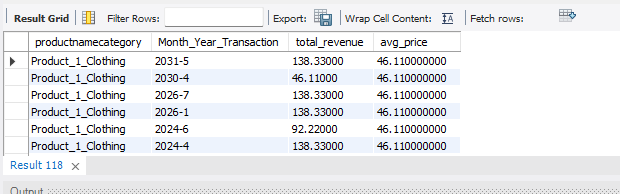 Result Grid Filter Rows: Export: Wrap Cell Content: IA Fetch rows:
productnamecategory Month_Year_Transaction total_revenue avg_price
Product_1_Clothing 2031-5 138.33000 46.110000000
Product_1_Clothing 2030-4 46.11000 46.110000000
Product_1_Clothing 2026-7 138.33000 46.110000000
Product_1_Clothing 2026-1 138.33000 46.110000000
Product_1_Clothing 2024-6 92.22000 46.110000000
Product_1_Clothing 2024-4 138.33000 46.110000000
Result 118 ×
Output